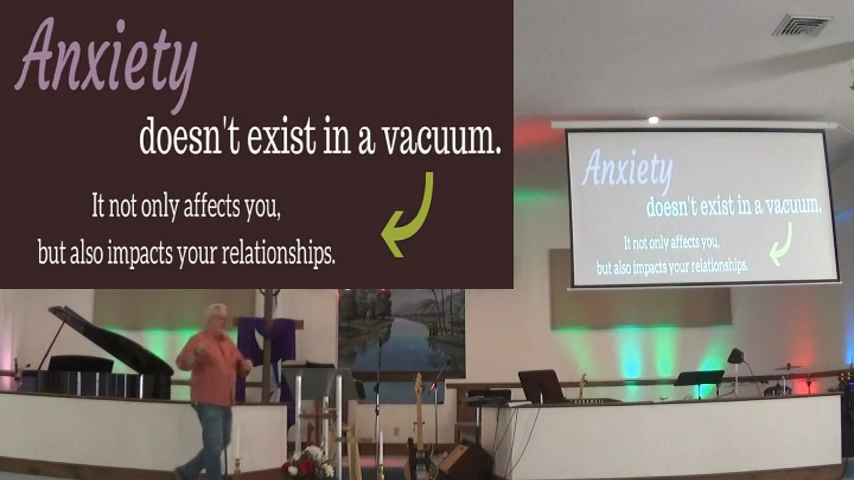 Anxiety
doesn't exist in a vacuum.
It not only affects you,
but also impacts your relationships.
Anxiety
doesn't exist in a vacuum.
It not only affects you,
but also impacts your relationships.